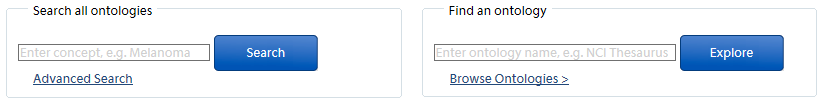 Search all ontologies
Enter concept, e.g. Melanoma
Search
Advanced Search
Find an ontology
Enter ontology name, e.g. NCI Thesaurus
Explore
Browse Ontologies >